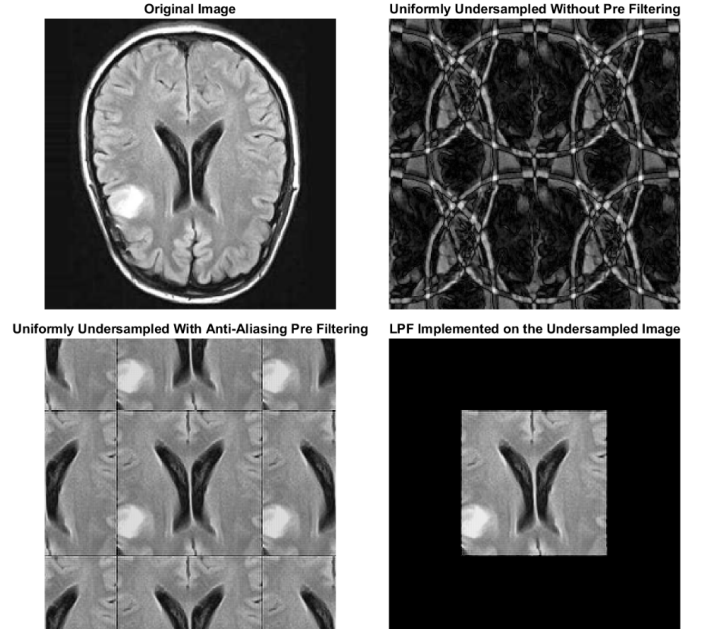 Original Image
Uniformly Undersampled Without Pre Filtering
Uniformly Undersampled With Anti-Aliasing Pre Filtering
LPF Implemented on the Undersampled Image